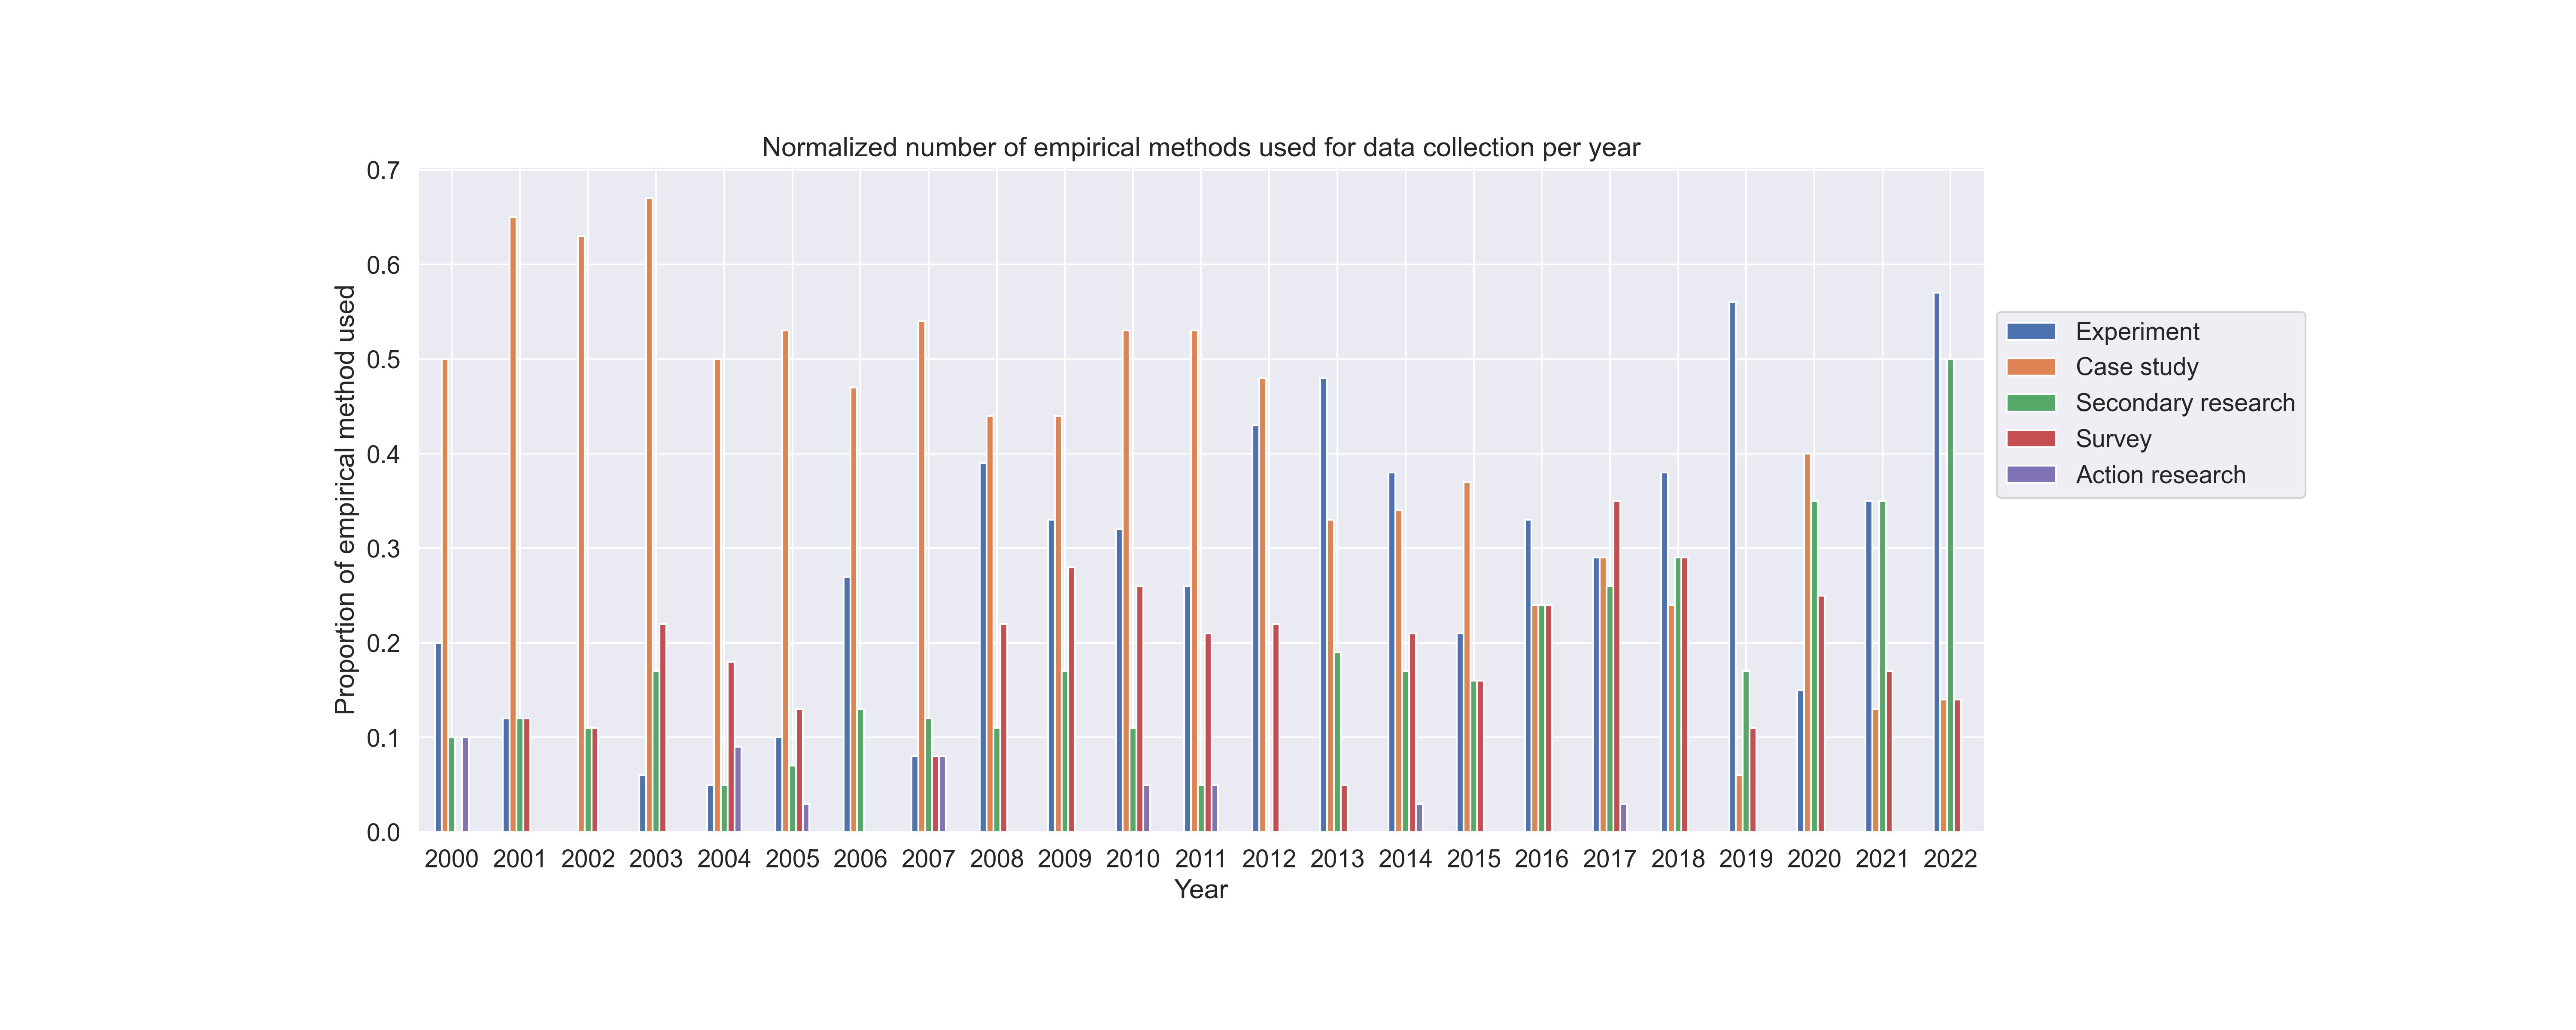 Normalized number of empirical methods used for data collection per year
Proportion of empirical method used
0.7
0.6
0.5
0.4
0.3
0.2
0.1
0.0
2000 2001 2002 2003 2004 2005 2006 2007 2008 2009 2010 2011 2012 2013 2014 2015 2016 2017 2018 2019 2020 2021 2022
Year
Experiment
Case study
Secondary research
Survey
Action research